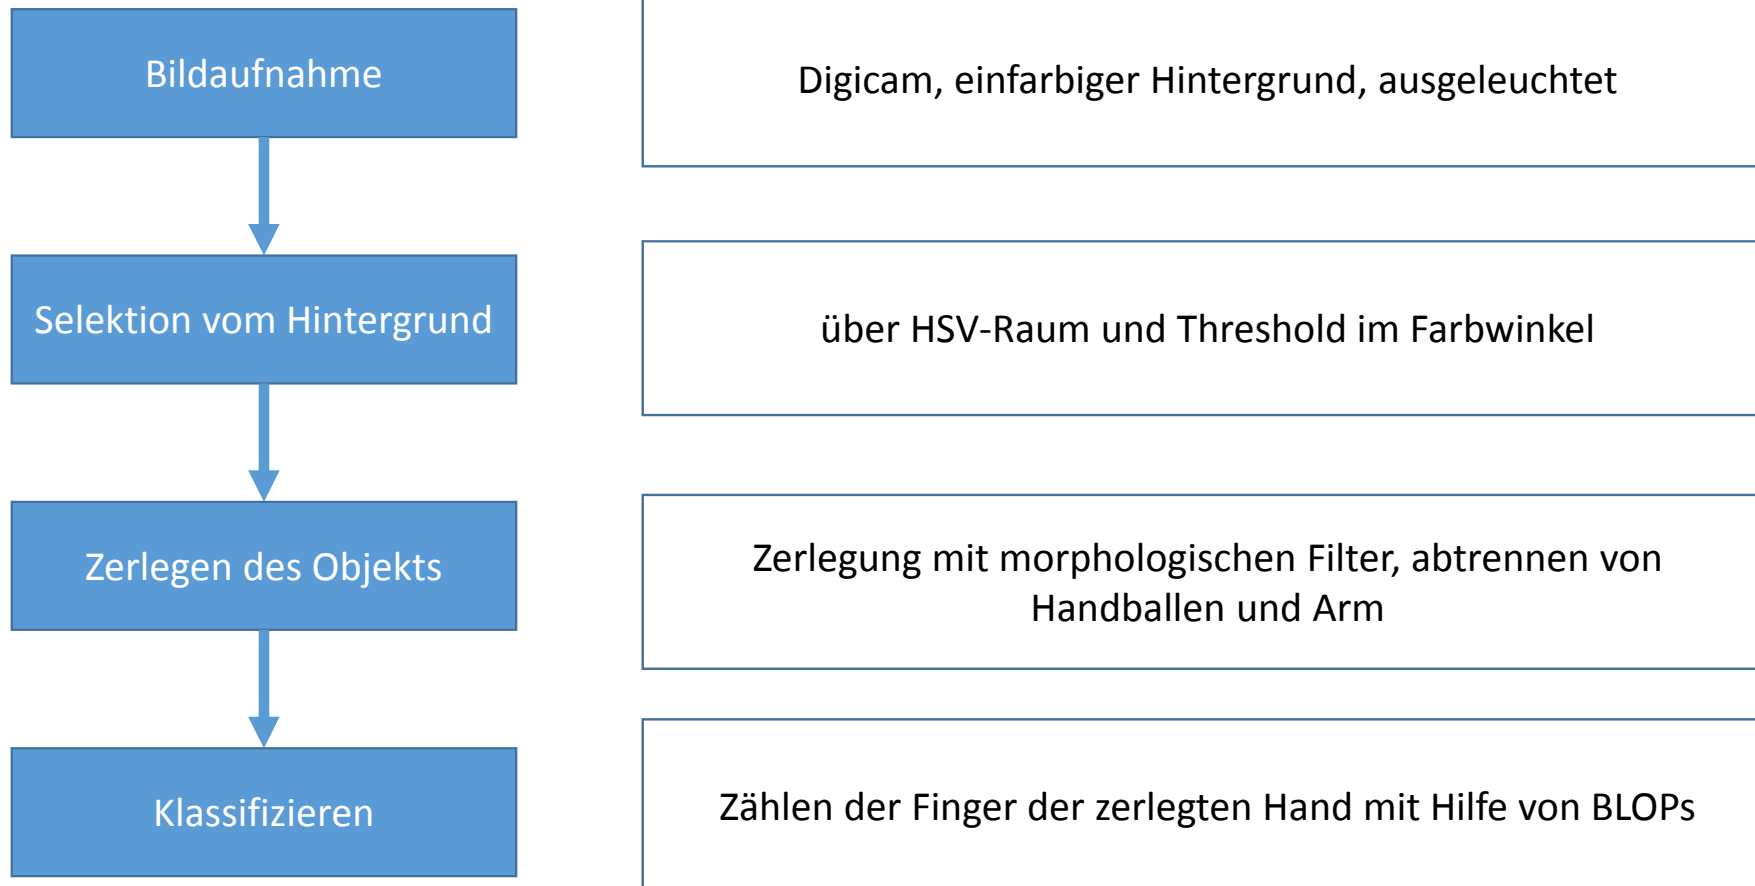 Bildaufnahme
Digicam, einfarbiger Hintergrund, ausgeleuchtet
Selektion vom Hintergrund
über HSV-Raum und Threshold im Farbwinkel
Zerlegen des Objekts
Zerlegung mit morphologischen Filter, abtrennen von
Handballen und Arm
Klassifizieren
Zählen der Finger der zerlegten Hand mit Hilfe von BLOPs